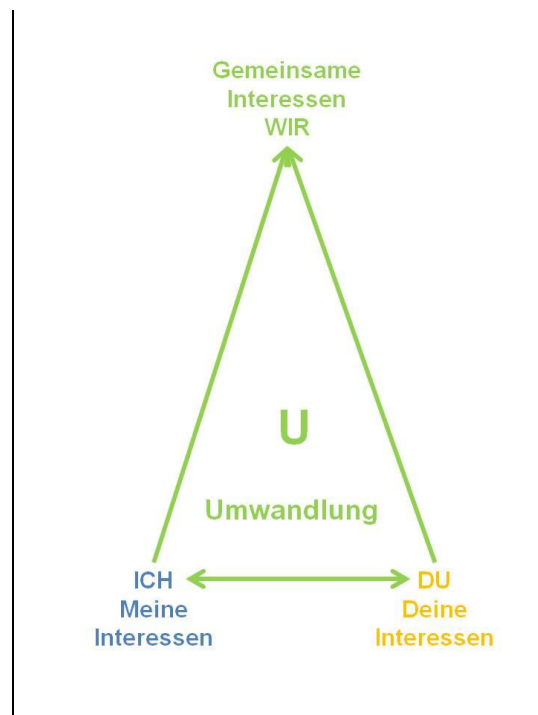 Gemeinsame
Interessen
WIR
U
Umwandlung
ICH
Meine
Interessen
DU
Deine
Interessen